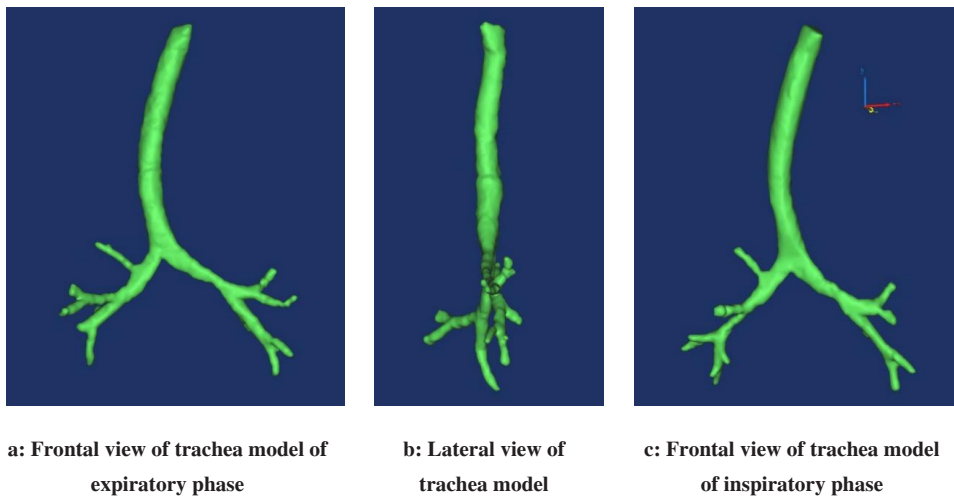 a: Frontal view of trachea model of
expiratory phase
b: Lateral view of
trachea model
c: Frontal view of trachea model
of inspiratory phase